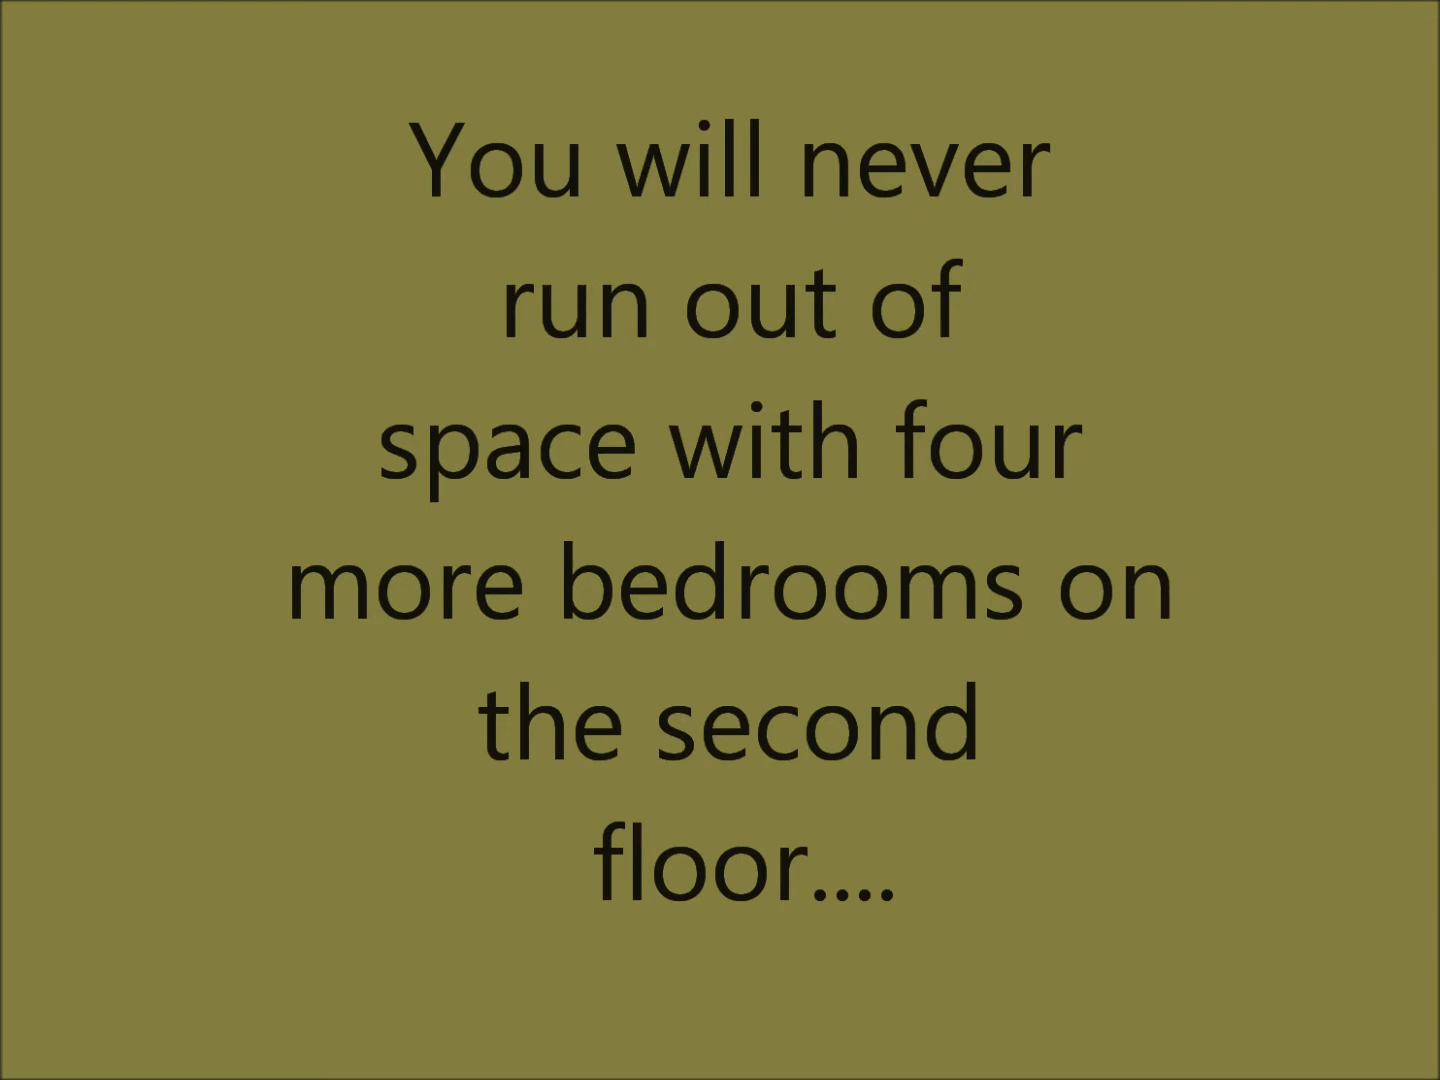 You will never
run out of
space with four
more bedrooms on
the second
floor....